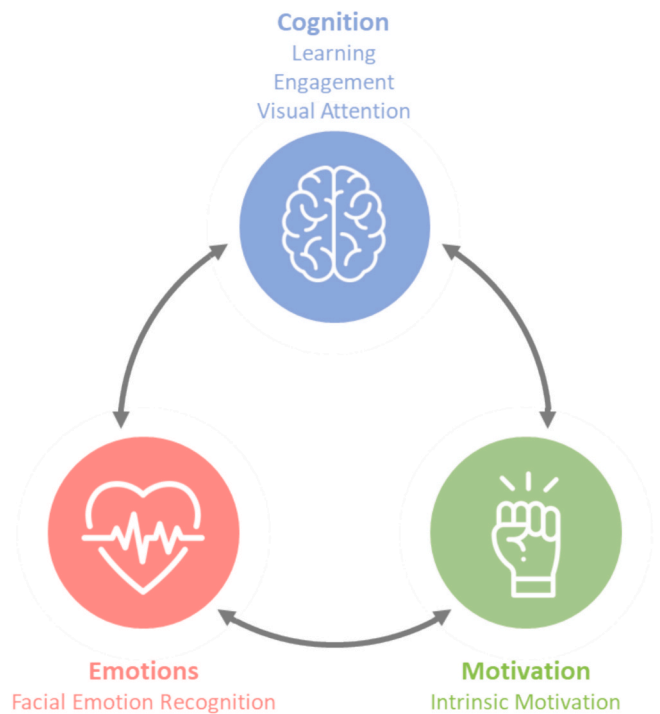 Cognition
Learning
Engagement
Visual Attention
Emotions
Facial Emotion Recognition
Motivation
Intrinsic Motivation